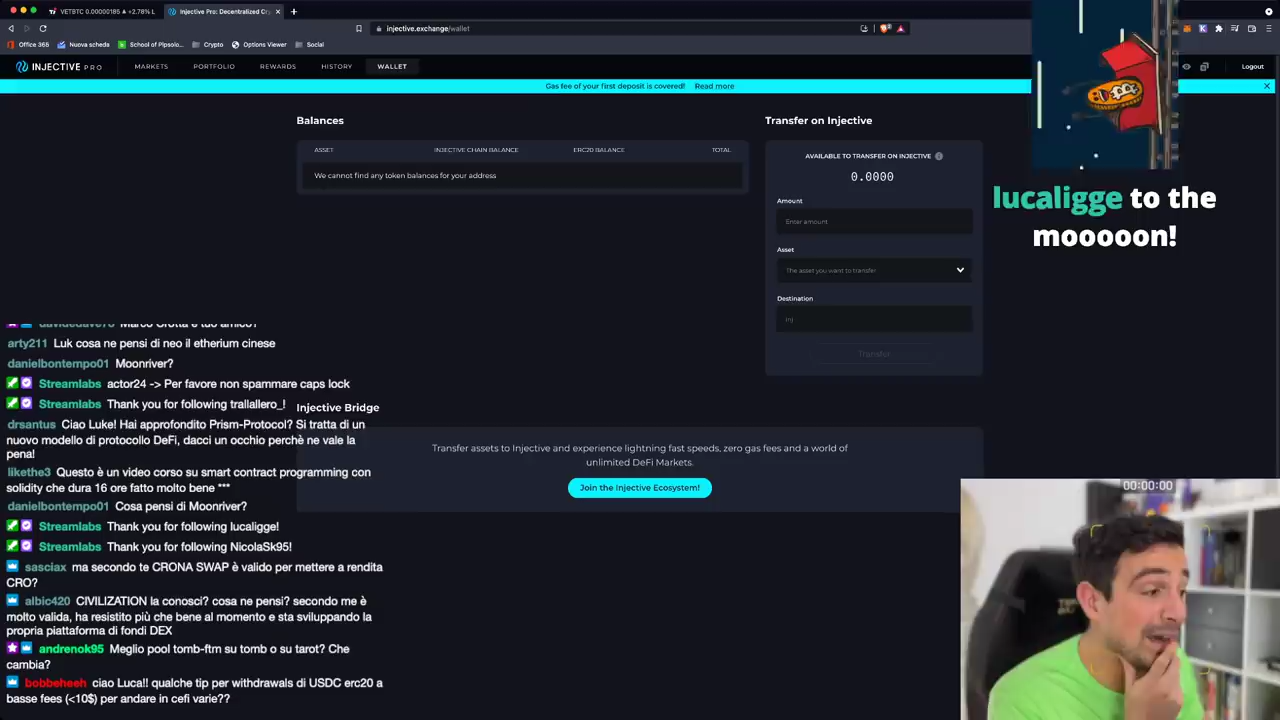 VETBTC 0.00000185 ▲ +2.78% L
Injective Pro: Decentralized Cry
injective.exchange/wallet
Office 365
Nuova scheda
School of Plpsolo...
Crypto
Options Viewer
Social
INJECTIVE PRO
MARKETS
PORTFOLIO
REWARDS
HISTORY
WALLET
Logout
Gas fee of your first deposit is covered! Read more
Balances
ASSET
INJECTIVE CHAIN BALANCE
ERC20 BALANCE
TOTAL
We cannot find any token balances for your address
Transfer on Injective
AVAILABLE TO TRANSFER ON INJECTIVE
0.0000
Amount
Enter amount
Asset
The asset you want to transfer
Destination
inj
Transfer
lucaligge to the
mooooon!
Injective Bridge
Transfer assets to Injective and experience lightning fast speeds, zero gas fees and a world of
unlimited DeFi Markets.
Join the Injective Ecosystem!
arty211 Luk cosa ne pensi di neo il etherium cinese
danielbontempo01 Moonriver?
Streamlabs actor24 -> Per favore non spammare caps lock
Streamlabs Thank you for following trallallero_!
drsantus Ciao Luke! Hai approfondito Prism-Protocol? Si tratta di un
nuovo modello di protocollo DeFi, dacci un occhio perchè ne vale la
pena!
likethe3 Questo è un video corso su smart contract programming con
solidity che dura 16 ore fatto molto bene ***
danielbontempo01 Cosa pensi di Moonriver?
Streamlabs Thank you for following lucaligge!
Streamlabs Thank you for following NicolaSk95!
sasciax ma secondo te CRONA SWAP è valido per mettere a rendita
CRO?
albic420 CIVILIZATION la conosci? cosa ne pensi? secondo me è
molto valida, ha resistito più che bene al momento e sta sviluppando la
propria piattaforma di fondi DEX
andrenok95 Meglio pool tomb-ftm su tomb o su tarot? Che
cambia?
bobbeheeh ciao Luca!! qualche tip per withdrawals di USDC erc20 a
basse fees (<10$) per andare in cefi varie??
00:00:00